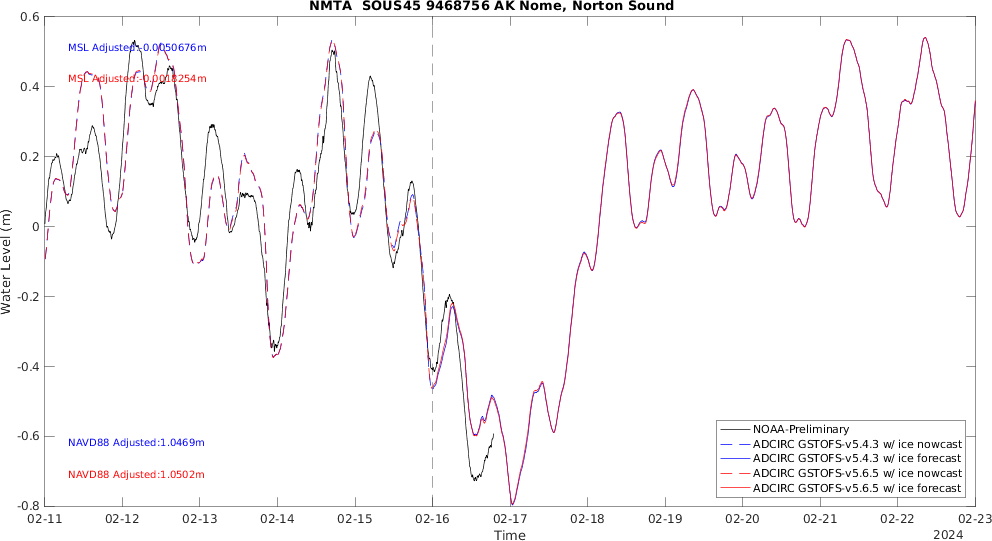 NMTA SOUS45 9468756 AK Nome, Norton Sound
0.6
0.4
0.2
0
-0.2
-0.4
-0.6
-0.8
Water Level (m)
MSL Adjusted:-0.0050676m
MSL Adjusted:-0.0018254m
NAVD88 Adjusted:1.0469m
NAVD88 Adjusted:1.0502m
NOAA-Preliminary
ADCIRC GSTOFS-v5.4.3 w/ ice nowcast
ADCIRC GSTOFS-v5.4.3 w/ ice forecast
ADCIRC GSTOFS-v5.6.5 w/ ice nowcast
ADCIRC GSTOFS-v5.6.5 w/ ice forecast
02-11 02-12 02-13 02-14 02-15 02-16 02-17 02-18 02-19 02-20 02-21 02-22 02-23
Time
2024